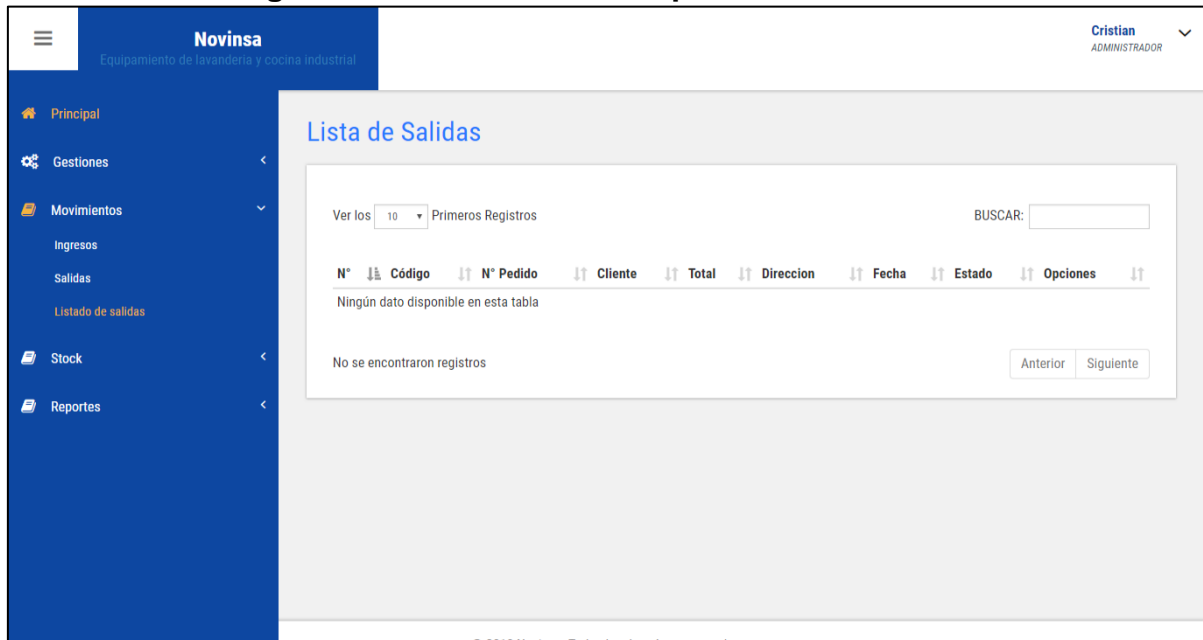 Novinsa
Equipamiento de lavanderia y cocina industrial
Cristian
ADMINISTRADOR
Principal
Gestiones
Movimientos
Ingresos
Salidas
Listado de salidas
Stock
Reportes
Lista de Salidas
Ver los 10 Primeros Registros
BUSCAR:
N° Código N° Pedido Cliente Total Direccion Fecha Estado Opciones
Ningún dato disponible en esta tabla
No se encontraron registros
Anterior Siguiente